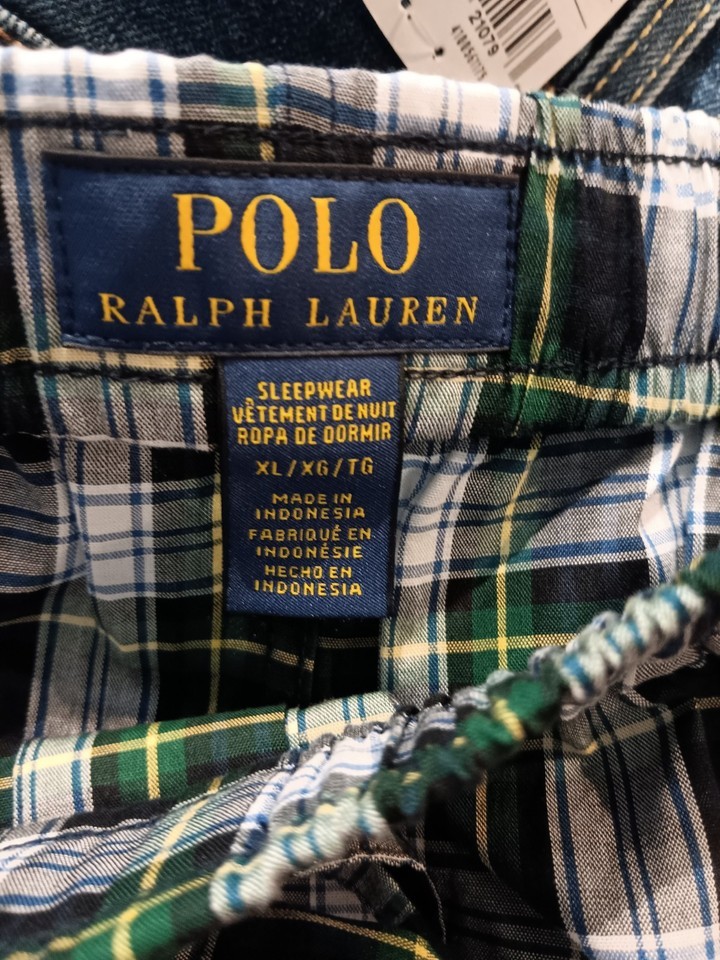 21079
POLO
RALPH LAUREN
SLEEPWEAR
VÊTEMENT DE NUIT
ROPA DE DORMIR
XL/XG/TG
MADE IN
INDONESIA
FABRIQUÉ EN
INDONÉSIE
HECHO EN
INDONESIA